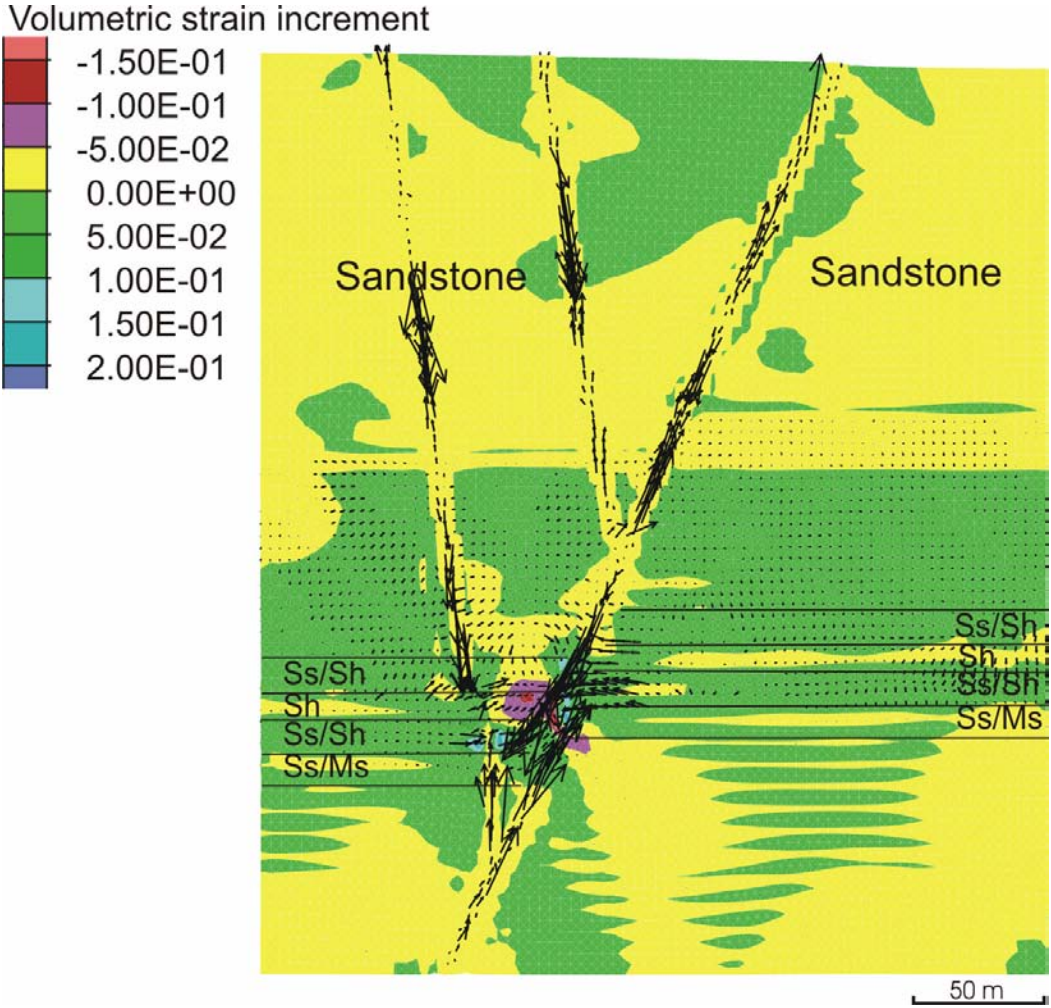 Volumetric strain increment
-1.50E-01
-1.00E-01
-5.00E-02
0.00E+00
5.00E-02
1.00E-01
1.50E-01
2.00E-01
Sandstone
Sandstone
Ss/Sh
Sh
Ss/Sh
Ss/Ms
Ss/Sh
Sh
Ss/Sh
Ss/Ms
50 m